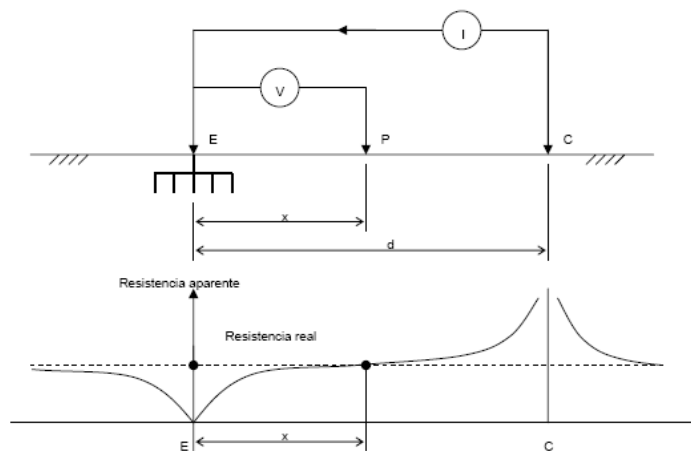 I
V
E
P
C
x
d
Resistencia aparente
Resistencia real
E
x
C